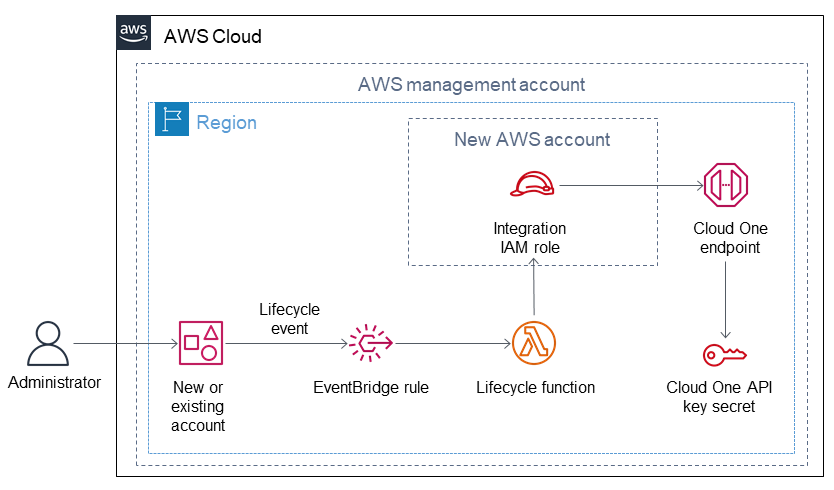 aws
AWS Cloud
AWS management account
Region
New AWS account
Integration
IAM role
Cloud One
endpoint
Lifecycle
event
Administrator
New or
existing
account
EventBridge rule
Lifecycle function
Cloud One API
key secret